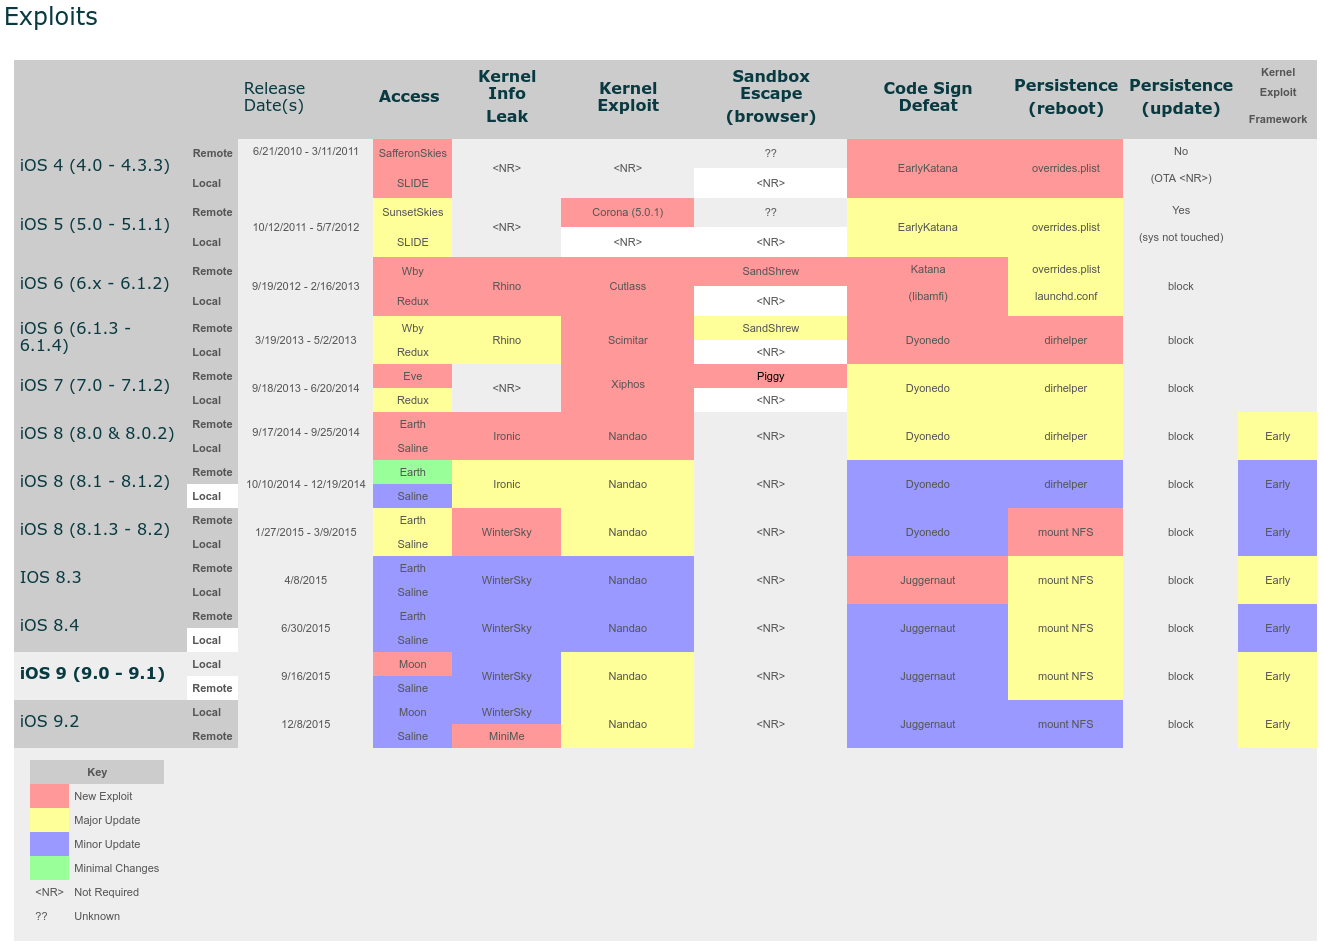 Exploits
Release Date(s) Access Kernel Info Leak Kernel Exploit Sandbox Escape (browser) Code Sign Defeat Persistence (reboot) Persistence (update) Kernel Exploit Framework
iOS 4 (4.0 - 4.3.3) Remote 6/21/2010 - 3/11/2011 SafferonSkies <NR> <NR> ?? EarlyKatana overrides.plist No
Local SLIDE <NR> (OTA <NR>)
iOS 5 (5.0 - 5.1.1) Remote 10/12/2011 - 5/7/2012 SunsetSkies <NR> Corona (5.0.1) ?? EarlyKatana overrides.plist Yes
Local SLIDE <NR> <NR> (sys not touched)
iOS 6 (6.x - 6.1.2) Remote 9/19/2012 - 2/16/2013 Wby Rhino Cutlass SandShrew Katana overrides.plist block
Local Redux <NR> (libamfi) launchd.conf
iOS 6 (6.1.3 - 6.1.4) Remote 3/19/2013 - 5/2/2013 Wby Rhino Scimitar SandShrew Dyonedo dirhelper block
Local Redux <NR>
iOS 7 (7.0 - 7.1.2) Remote 9/18/2013 - 6/20/2014 Eve <NR> Xiphos Piggy Dyonedo dirhelper block
Local Redux <NR>
iOS 8 (8.0 & 8.0.2) Remote 9/17/2014 - 9/25/2014 Earth Ironic Nandao <NR> Dyonedo dirhelper block Early
Local Saline
iOS 8 (8.1 - 8.1.2) Remote 10/10/2014 - 12/19/2014 Earth Ironic Nandao <NR> Dyonedo dirhelper block Early
Local Saline
iOS 8 (8.1.3 - 8.2) Remote 1/27/2015 - 3/9/2015 Earth WinterSky Nandao <NR> Dyonedo mount NFS block Early
Local Saline
IOS 8.3 Remote 4/8/2015 Earth WinterSky Nandao <NR> Juggernaut mount NFS block Early
Local Saline
iOS 8.4 Remote 6/30/2015 Earth WinterSky Nandao <NR> Juggernaut mount NFS block Early
Local Saline
iOS 9 (9.0 - 9.1) Local 9/16/2015 Moon WinterSky Nandao <NR> Juggernaut mount NFS block Early
Remote Saline
iOS 9.2 Local 12/8/2015 Moon WinterSky Nandao <NR> Juggernaut mount NFS block Early
Remote Saline MiniMe
Key
New Exploit
Major Update
Minor Update
Minimal Changes
<NR> Not Required
?? Unknown